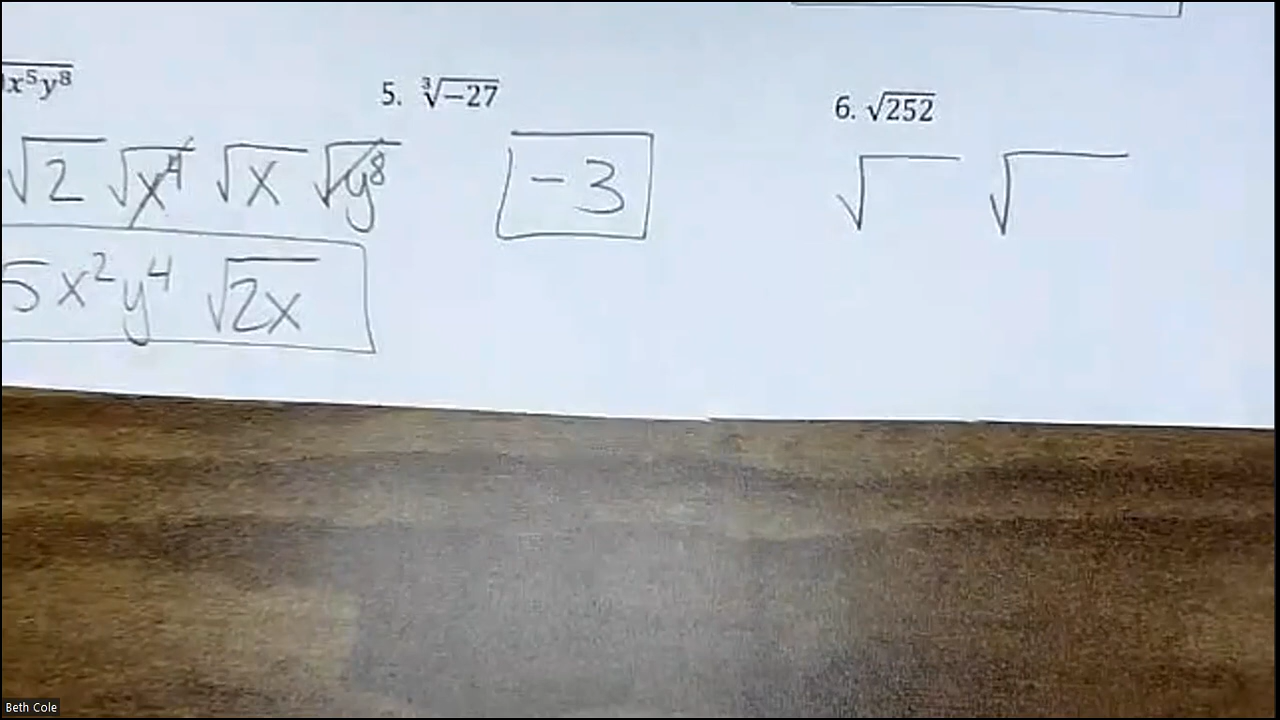 x⁵y⁸
5. ∛-27
6. √252
√2 √x⁴ √x √y⁸
-3
√ √
5x²y⁴ √2x
Beth Cole